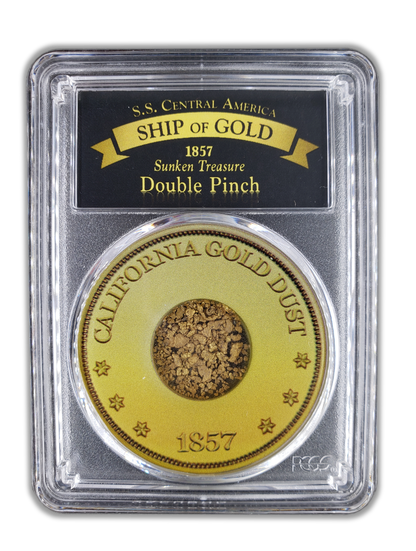 S.S. CENTRAL AMERICA
SHIP OF GOLD
1857
Sunken Treasure
Double Pinch
CALIFORNIA GOLD DUST
1857
PCGS